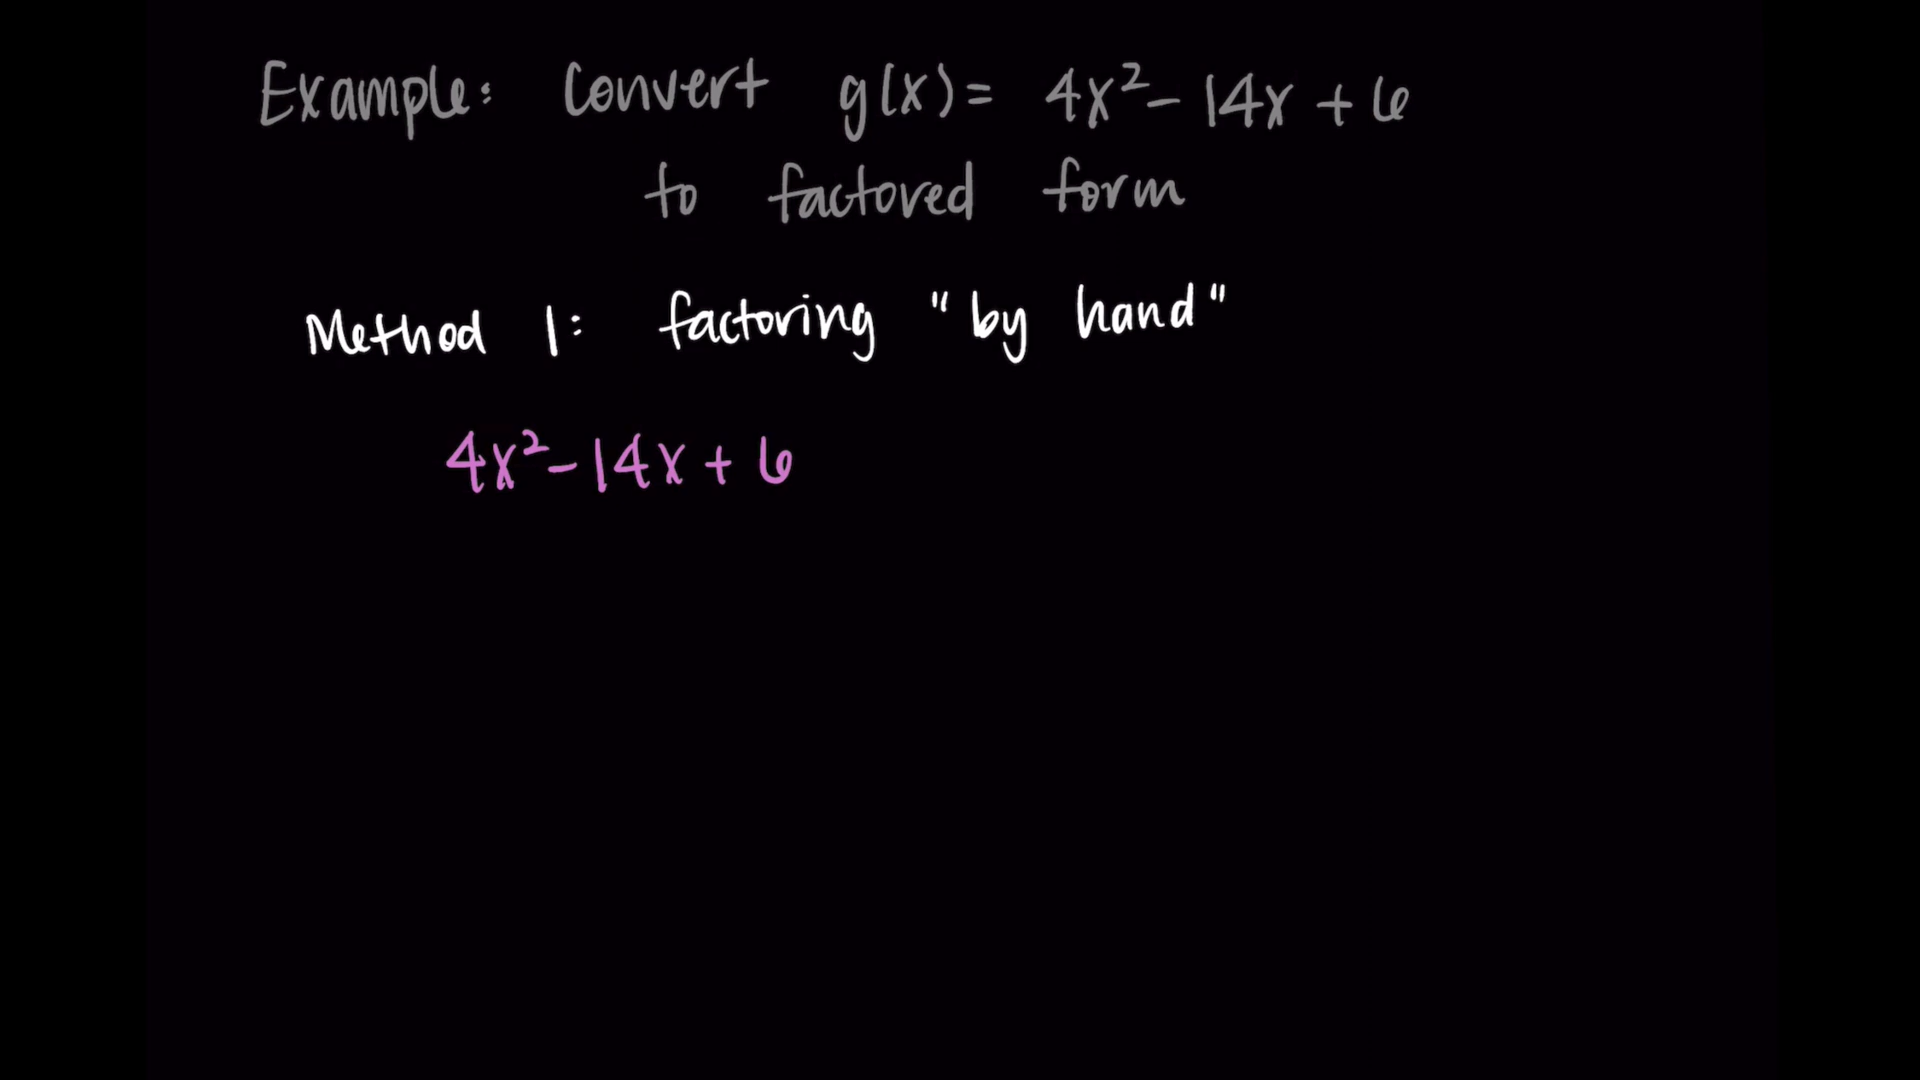 Example: Convert g(x)= 4x²- 14x + 6
to factored form
Method 1: factoring "by hand"
4x²-14x + 6